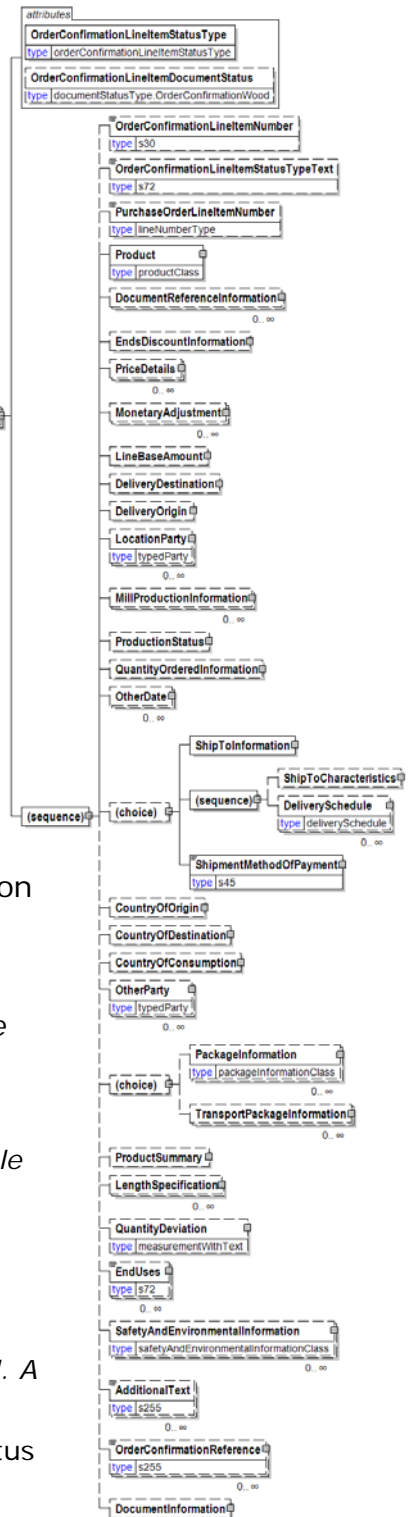 attributes
OrderConfirmationLineItemStatusType
type orderConfirmationLineItemStatusType
OrderConfirmationLineItemDocumentStatus
type documentStatusType.OrderConfirmationWood
OrderConfirmationLineItemNumber
type s30
OrderConfirmationLineItemStatusTypeText
type s72
PurchaseOrderLineItemNumber
type lineNumberType
Product
type productClass
DocumentReferenceInformation
0.. ∞
EndsDiscountInformation
PriceDetails
0.. ∞
MonetaryAdjustment
0.. ∞
LineBaseAmount
DeliveryDestination
DeliveryOrigin
LocationParty
type typedParty
0.. ∞
MillProductionInformation
0.. ∞
ProductionStatus
QuantityOrderedInformation
OtherDate
0.. ∞
(sequence)
(choice)
ShipToInformation
(sequence)
ShipToCharacteristics
DeliverySchedule
type deliverySchedule
0.. ∞
ShipmentMethodOfPayment
type s45
CountryOfOrigin
CountryOfDestination
CountryOfConsumption
OtherParty
type typedParty
0.. ∞
(choice)
PackageInformation
type packageInformationClass
0.. ∞
TransportPackageInformation
0.. ∞
ProductSummary
LengthSpecification
0.. ∞
QuantityDeviation
type measurementWithText
EndUses
type s72
0.. ∞
SafetyAndEnvironmentalInformation
type safetyAndEnvironmentalInformationClass
0.. ∞
AdditionalText
type s255
0.. ∞
OrderConfirmationReference
type s255
0.. ∞
DocumentInformation
on
e
le
l. A
tus